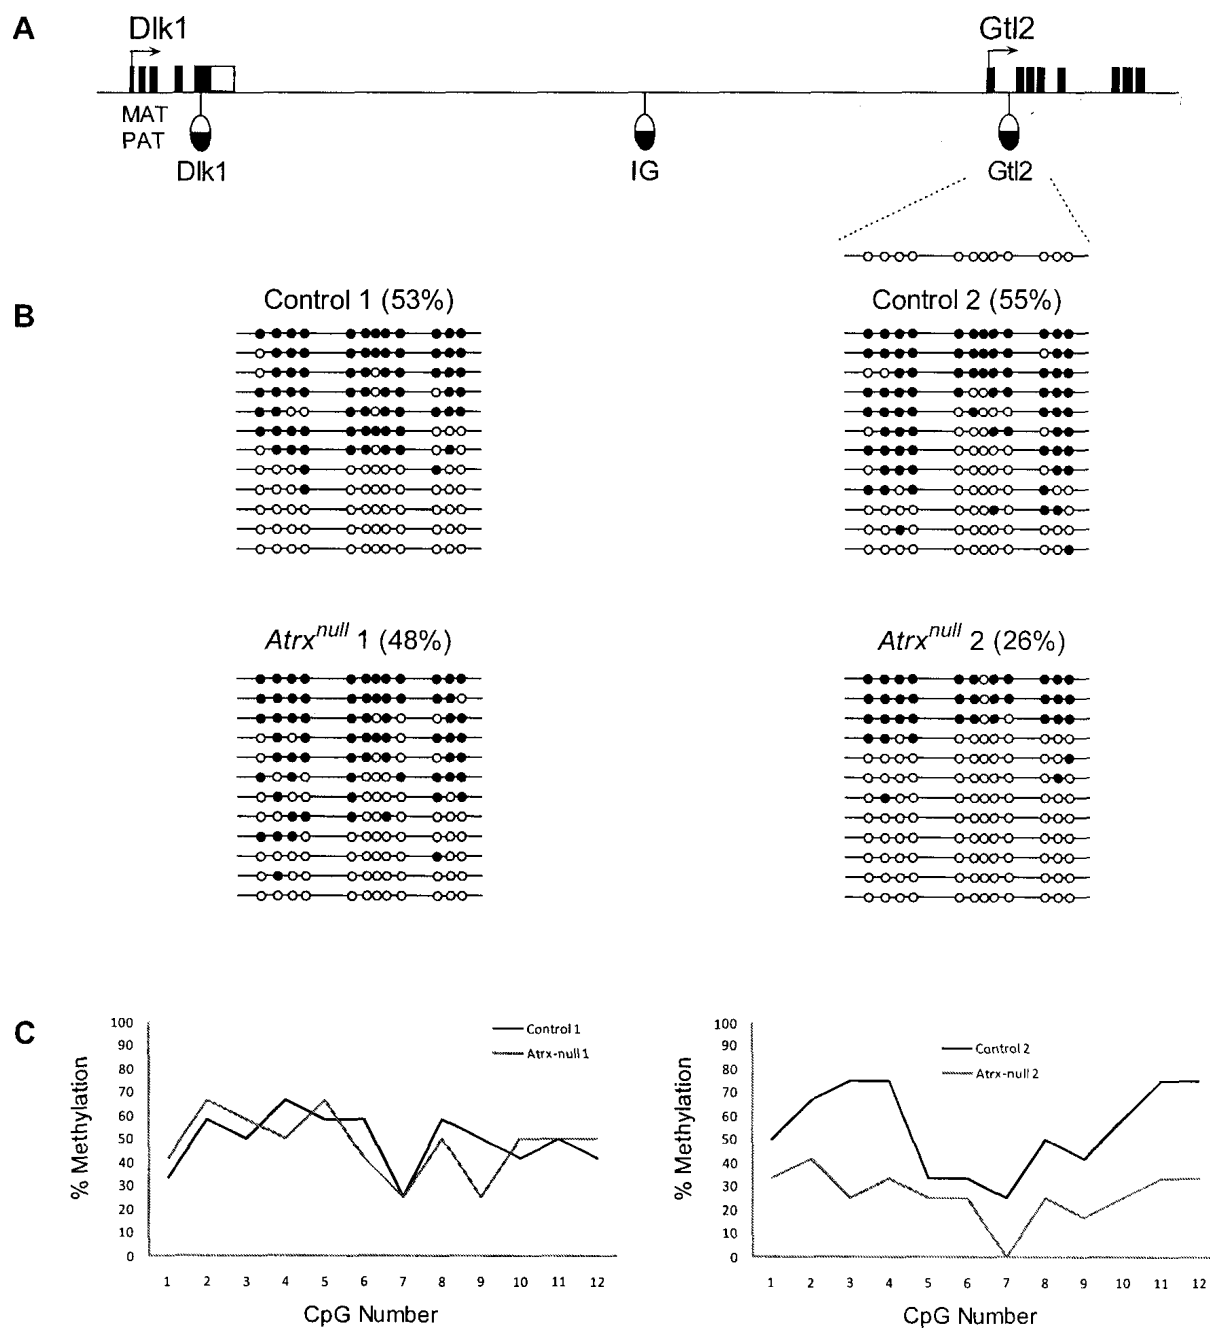 A
Dlk1
Gtl2
MAT
PAT
Dlk1
IG
Gtl2
B
Control 1 (53%)
Control 2 (55%)
Atrxnull 1 (48%)
Atrxnull 2 (26%)
C
% Methylation
100
90
80
70
60
50
40
30
20
10
0
Control 1
Atrx-null 1
1 2 3 4 5 6 7 8 9 10 11 12
CpG Number
% Methylation
100
90
80
70
60
50
40
30
20
10
0
Control 2
Atrx-null 2
1 2 3 4 5 6 7 8 9 10 11 12
CpG Number